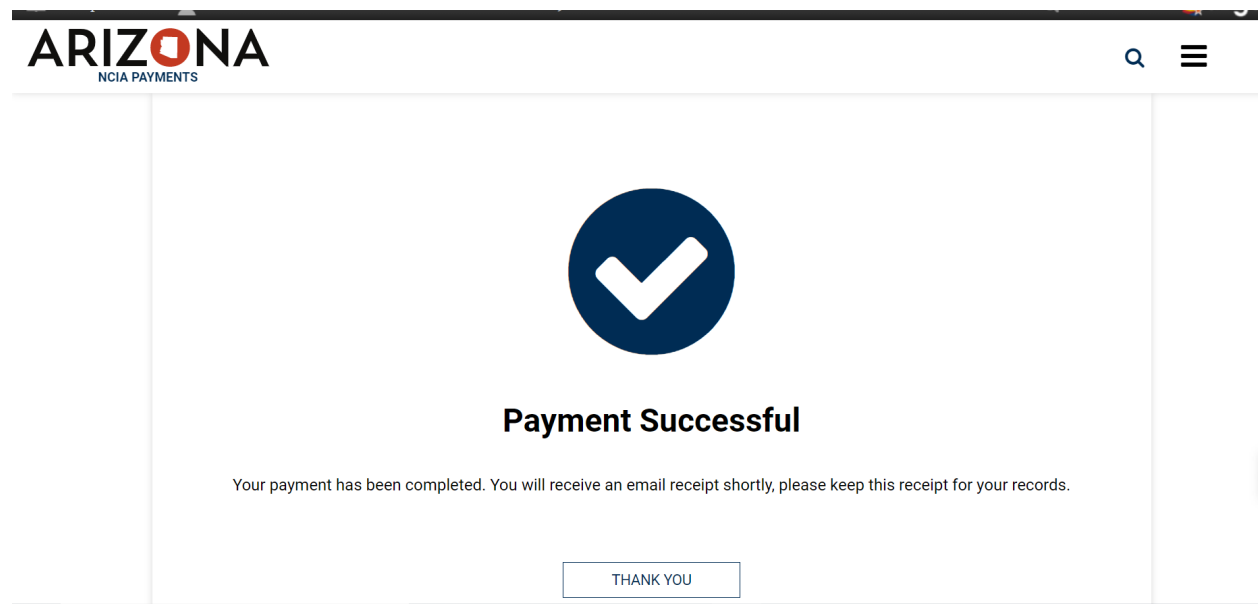 ARIZONA
NCIA PAYMENTS
Payment Successful
Your payment has been completed. You will receive an email receipt shortly, please keep this receipt for your records.
THANK YOU